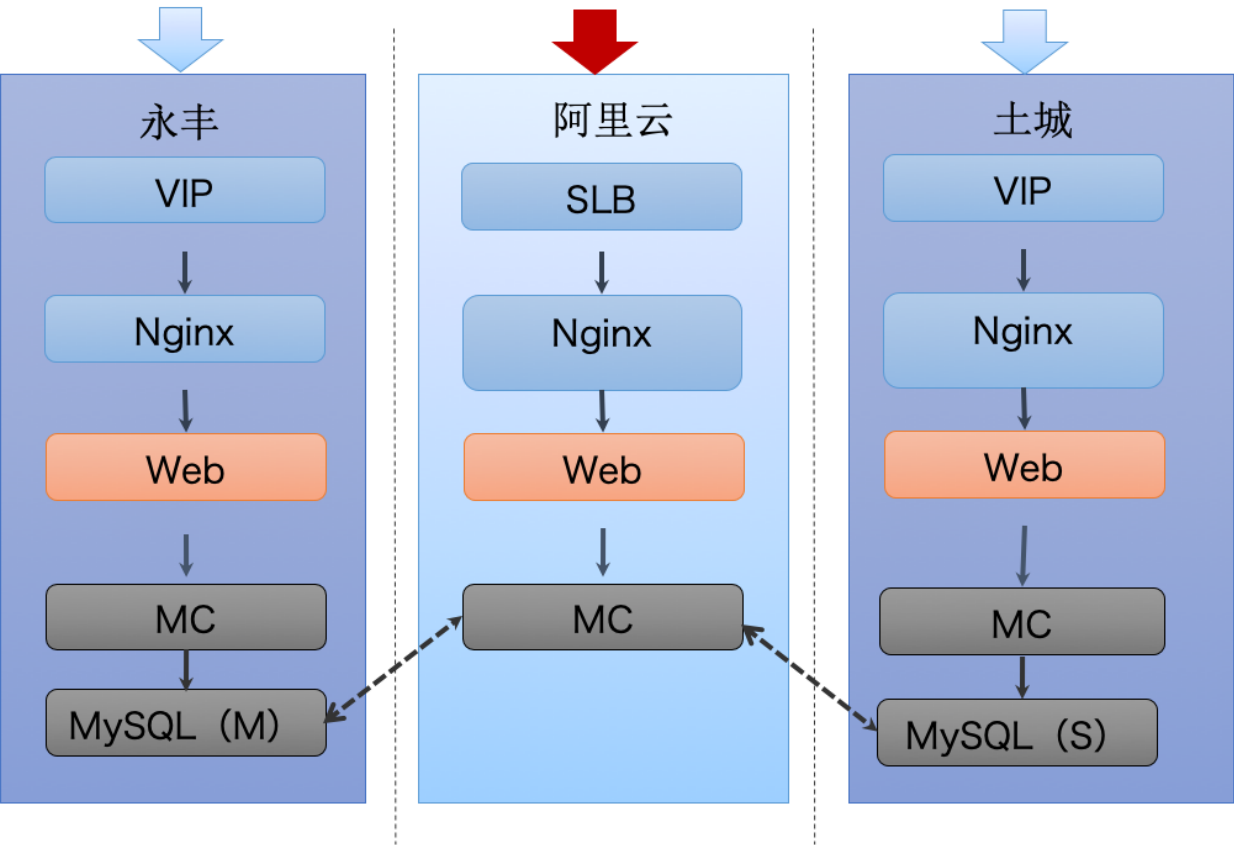 永丰
VIP
Nginx
Web
MC
MySQL（M）
阿里云
SLB
Nginx
Web
MC
土城
VIP
Nginx
Web
MC
MySQL（S）